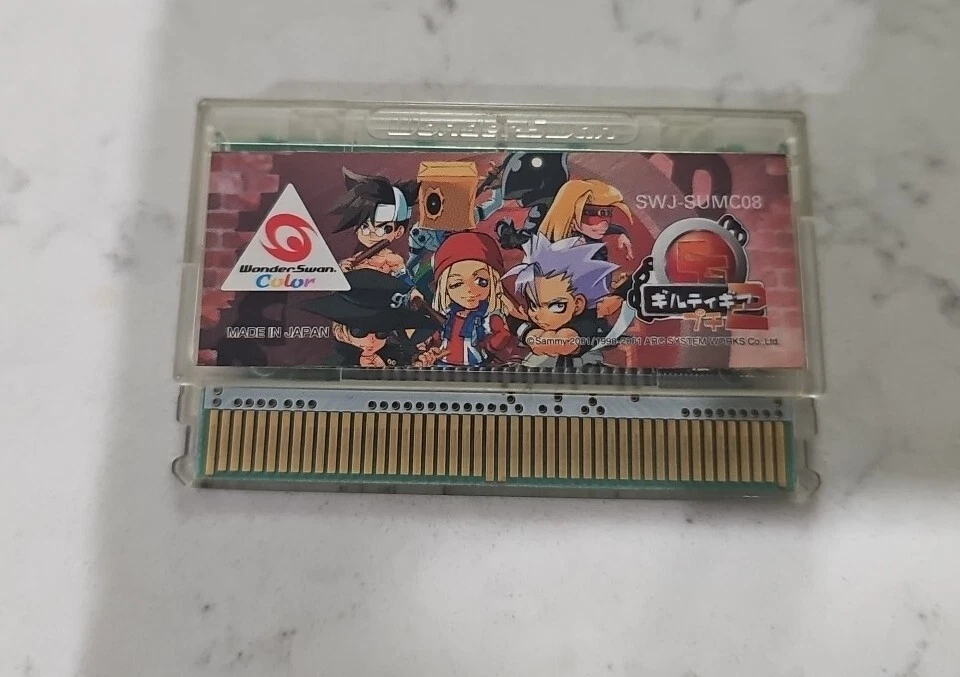 WonderSwan
SWJ-SUMC08
WonderSwan
Color
ギルティギア
プチ2
MADE IN JAPAN
©Sammy 2001/1998-2001 ARC SYSTEM WORKS Co., Ltd.